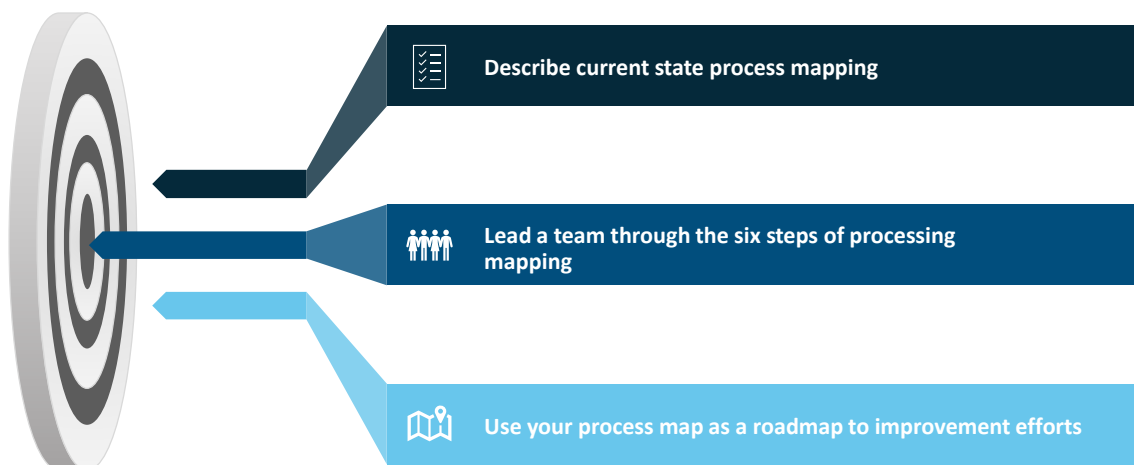 Describe current state process mapping
Lead a team through the six steps of processing
mapping
Use your process map as a roadmap to improvement efforts